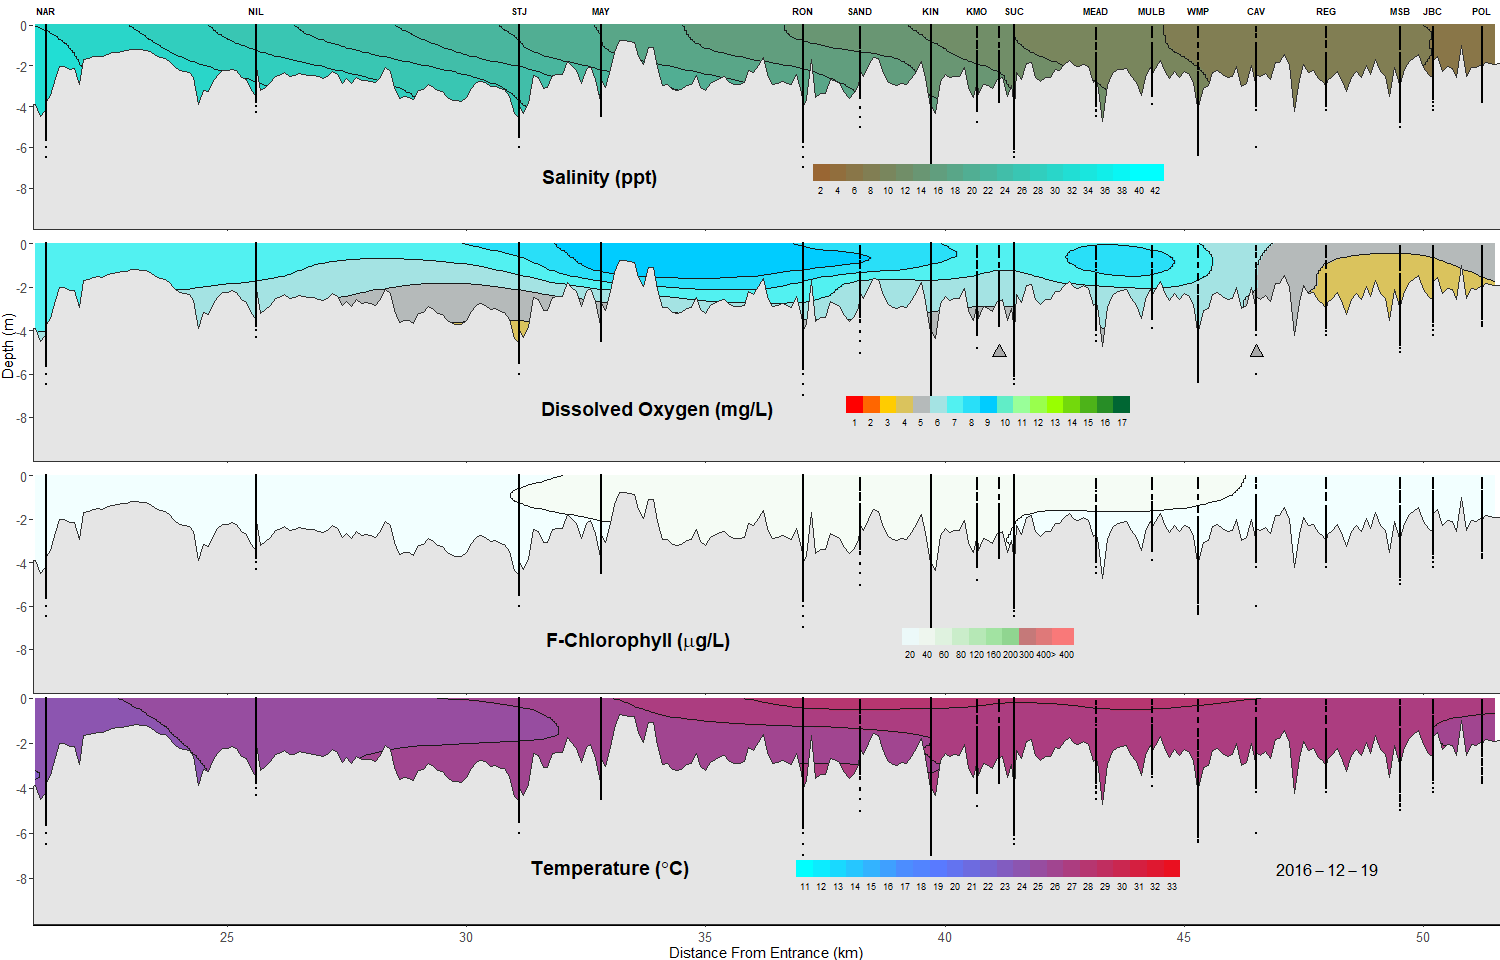 NAR NIL STJ MAY RON SAND KIN KMO SUC MEAD MULB WMP CAV REG MSB JBC POL
0
-2
-4
-6
-8
Salinity (ppt)
2 4 6 8 10 12 14 16 18 20 22 24 26 28 30 32 34 36 38 40 42
0
-2
-4
-6
-8
Depth (m)
Dissolved Oxygen (mg/L)
1 2 3 4 5 6 7 8 9 10 11 12 13 14 15 16 17
0
-2
-4
-6
-8
F-Chlorophyll (μg/L)
20 40 60 80 120 160 200 300 400 > 400
0
-2
-4
-6
-8
Temperature (°C)
11 12 13 14 15 16 17 18 19 20 21 22 23 24 25 26 27 28 29 30 31 32 33
2016 – 12 – 19
25 30 35 40 45 50
Distance From Entrance (km)